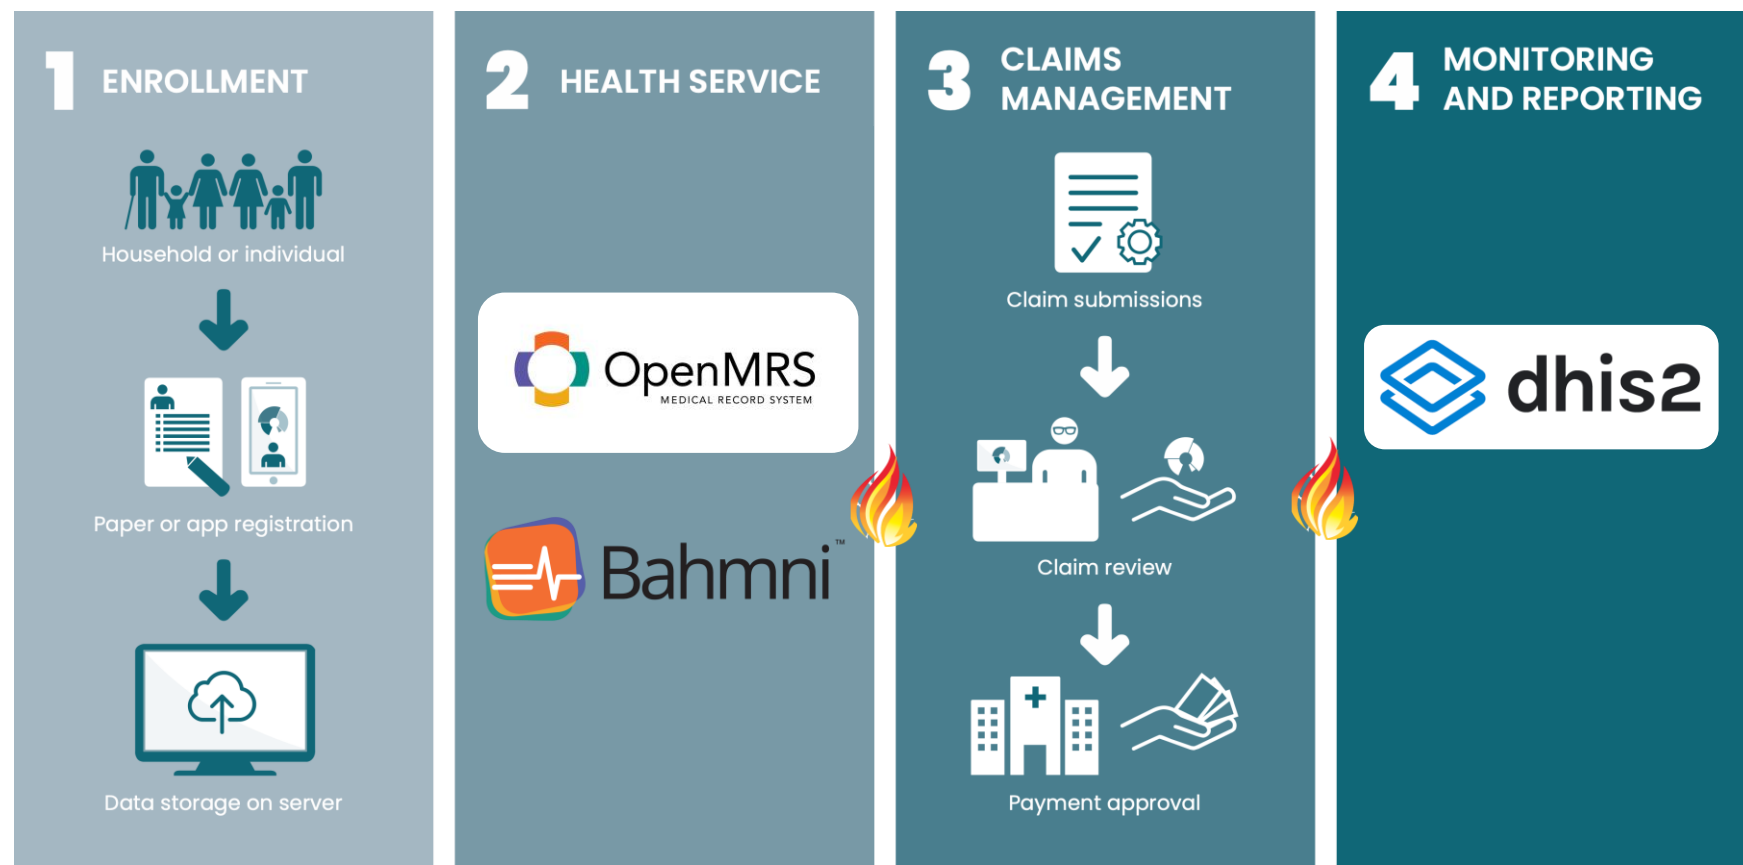 1 ENROLLMENT
Household or individual
Paper or app registration
Data storage on server
2 HEALTH SERVICE
OpenMRS
MEDICAL RECORD SYSTEM
Bahmni™
3 CLAIMS
MANAGEMENT
Claim submissions
Claim review
Payment approval
4 MONITORING
AND REPORTING
dhis2